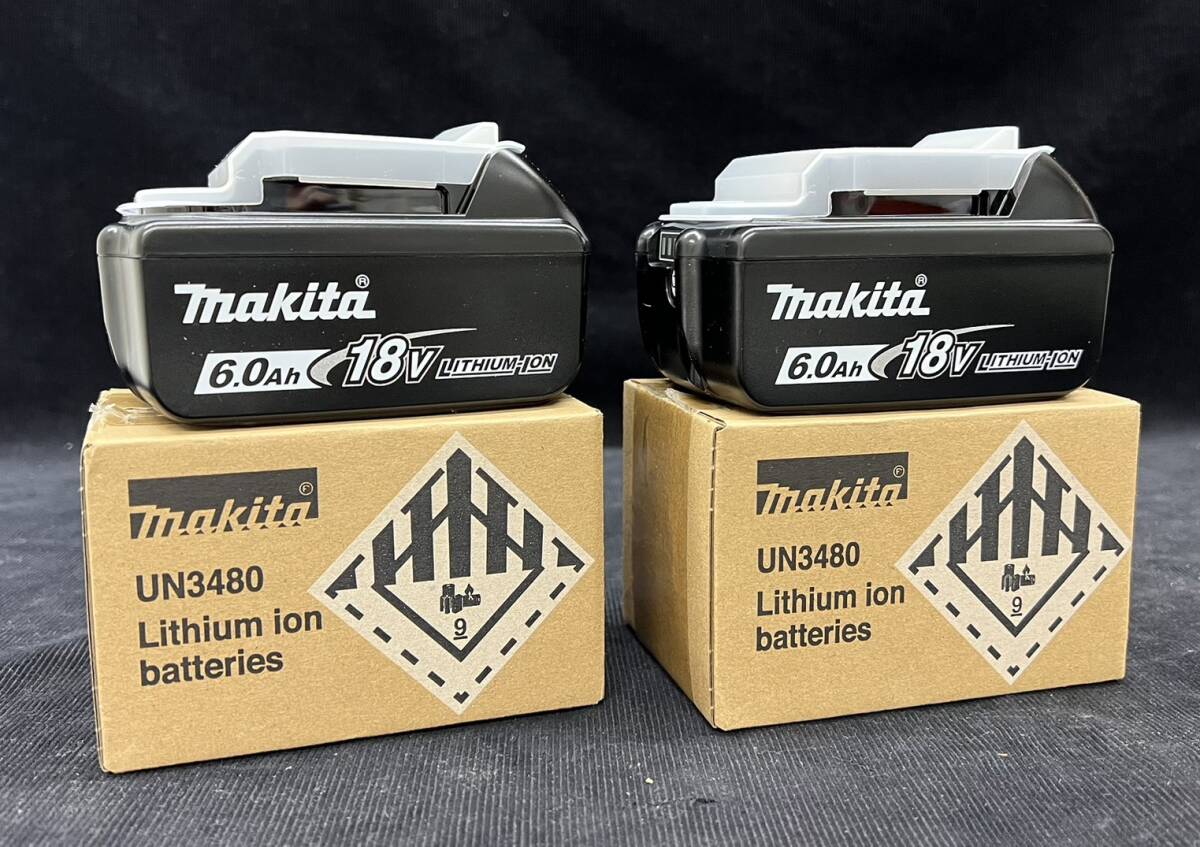 makita®
6.0Ah 18V LITHIUM-ION
makita®
6.0Ah 18V LITHIUM-ION
makita
UN3480
Lithium ion
batteries
9
makita
UN3480
Lithium ion
batteries
9